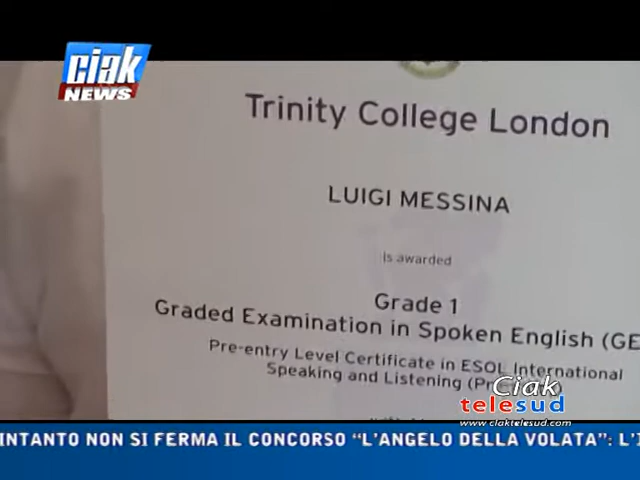 ciak
NEWS
Trinity College London
LUIGI MESSINA
is awarded
Grade 1
Graded Examination in Spoken English (GE
Pre-entry Level Certificate in ESOL International
Speaking and Listening
Ciak
telesud
www.ciaktelesud.com
INTANTO NON SI FERMA IL CONCORSO “L'ANGELO DELLA VOLATA”: L'